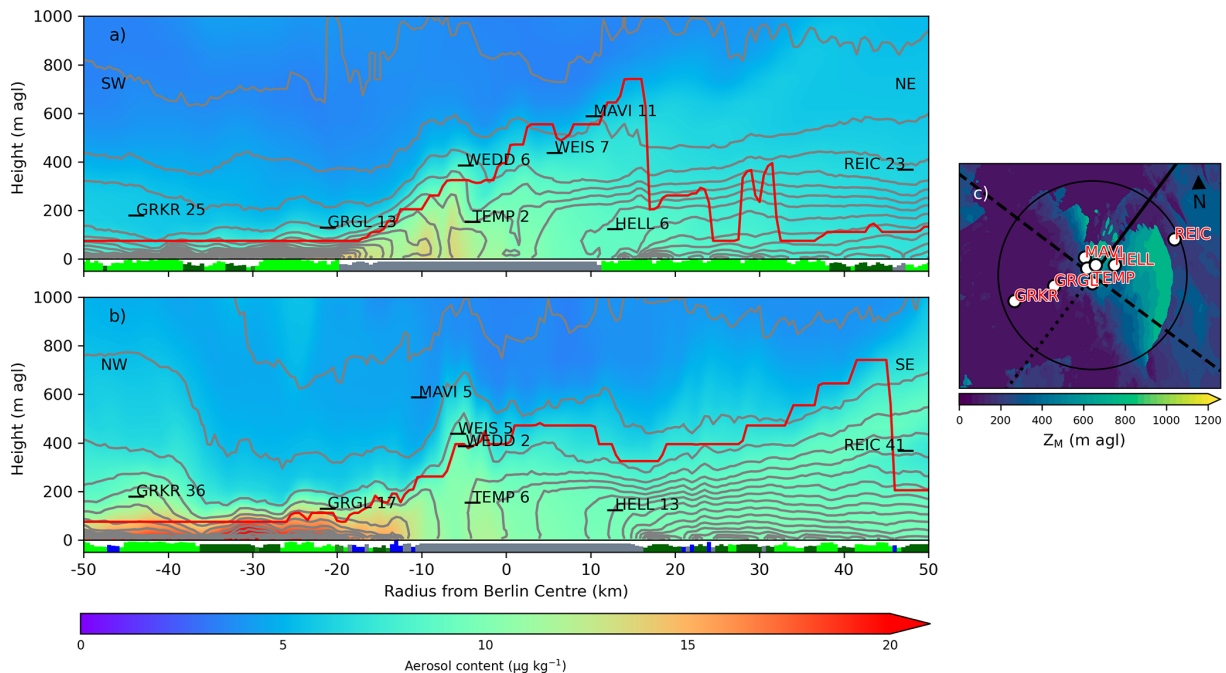 1000
a)
800
SW
NE
MAVI 11
600
WEIS 7
Height (m agl)
400
WEDD 6
REIC 23
GRKR 25
200
GRGL 13
TEMP 2
HELL 6
0
1000
b)
800
NW
SE
MAVI 5
600
WEIS 5
Height (m agl)
400
WEDD 2
REIC 41
GRKR 36
200
GRGL 17
TEMP 6
HELL 13
0
-50 -40 -30 -20 -10 0 10 20 30 40 50
Radius from Berlin Centre (km)
0 5 10 15 20
Aerosol content (μg kg⁻¹)
c)
N
REIC
MAVI
HELL
GRGL
TEMP
GRKR
0 200 400 600 800 1000 1200
Z_M (m agl)